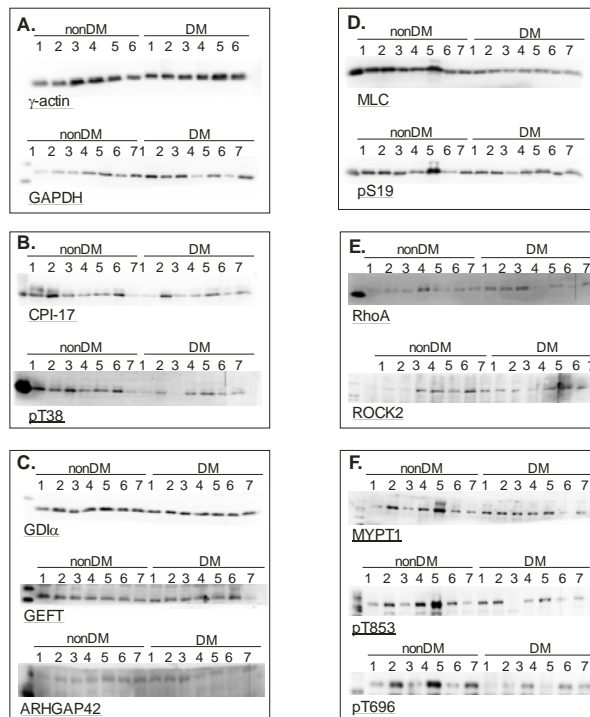 A.
nonDM DM
1 2 3 4 5 6 1 2 3 4 5 6
γ-actin
nonDM DM
1 2 3 4 5 6 7 1 2 3 4 5 6 7
GAPDH
B.
nonDM DM
1 2 3 4 5 6 7 1 2 3 4 5 6 7
CPI-17
nonDM DM
1 2 3 4 5 6 7 1 2 3 4 5 6 7
pT38
C.
nonDM DM
1 2 3 4 5 6 7 1 2 3 4 5 6 7
GDIα
nonDM DM
1 2 3 4 5 6 7 1 2 3 4 5 6 7
GEFT
nonDM DM
1 2 3 4 5 6 7 1 2 3 4 5 6 7
ARHGAP42
D.
nonDM DM
1 2 3 4 5 6 7 1 2 3 4 5 6 7
MLC
nonDM DM
1 2 3 4 5 6 7 1 2 3 4 5 6 7
pS19
E.
nonDM DM
1 2 3 4 5 6 7 1 2 3 4 5 6 7
RhoA
nonDM DM
1 2 3 4 5 6 7 1 2 3 4 5 6 7
ROCK2
F.
nonDM DM
1 2 3 4 5 6 7 1 2 3 4 5 6 7
MYPT1
nonDM DM
1 2 3 4 5 6 7 1 2 3 4 5 6 7
pT853
nonDM DM
1 2 3 4 5 6 7 1 2 3 4 5 6 7
pT696